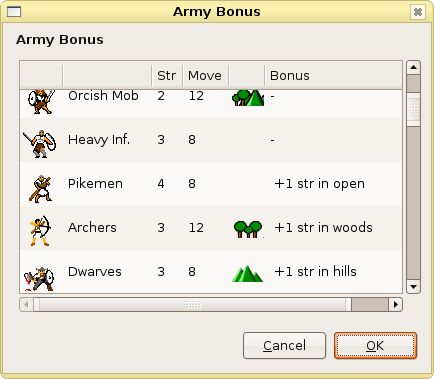 Army Bonus
Army Bonus
Str Move Bonus
Orcish Mob 2 12 -
Heavy Inf. 3 8 -
Pikemen 4 8 +1 str in open
Archers 3 12 +1 str in woods
Dwarves 3 8 +1 str in hills
Cancel OK